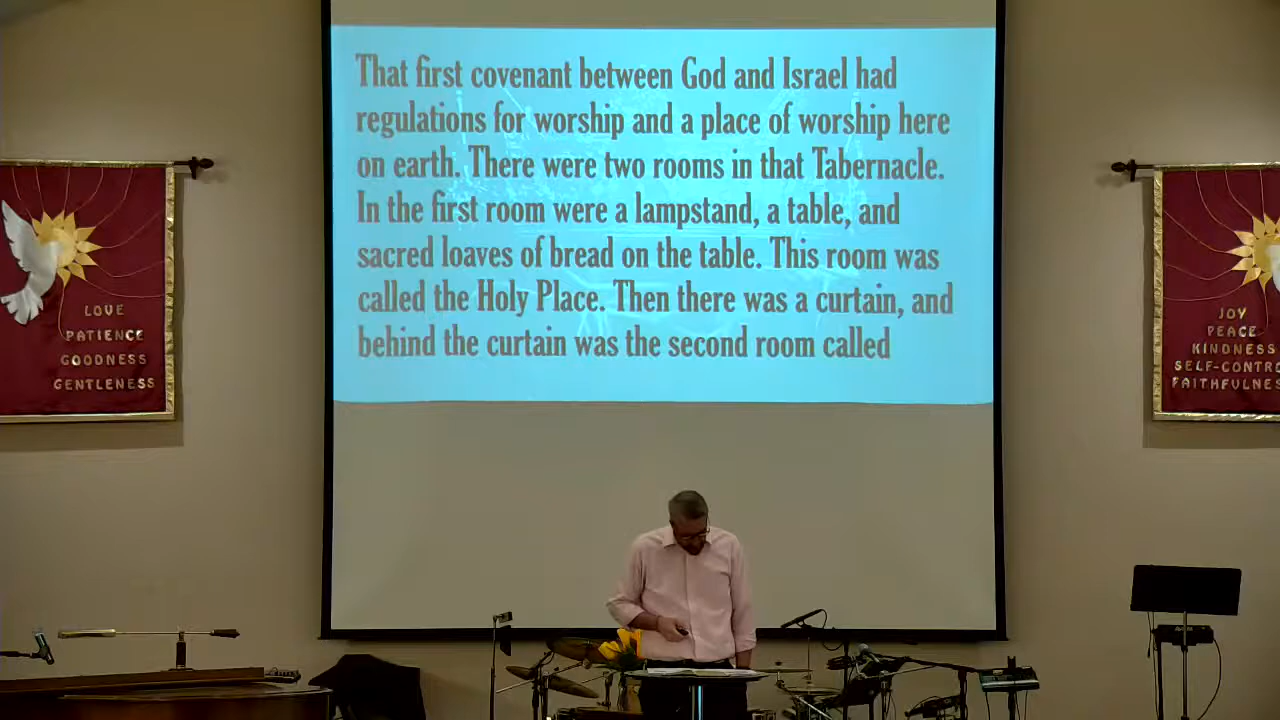 That first covenant between God and Israel had
regulations for worship and a place of worship here
on earth. There were two rooms in that Tabernacle.
In the first room were a lampstand, a table, and
sacred loaves of bread on the table. This room was
called the Holy Place. Then there was a curtain, and
behind the curtain was the second room called
LOVE
PATIENCE
GOODNESS
GENTLENESS
JOY
PEACE
KINDNESS
SELF-CONTRO
FAITHFULNES